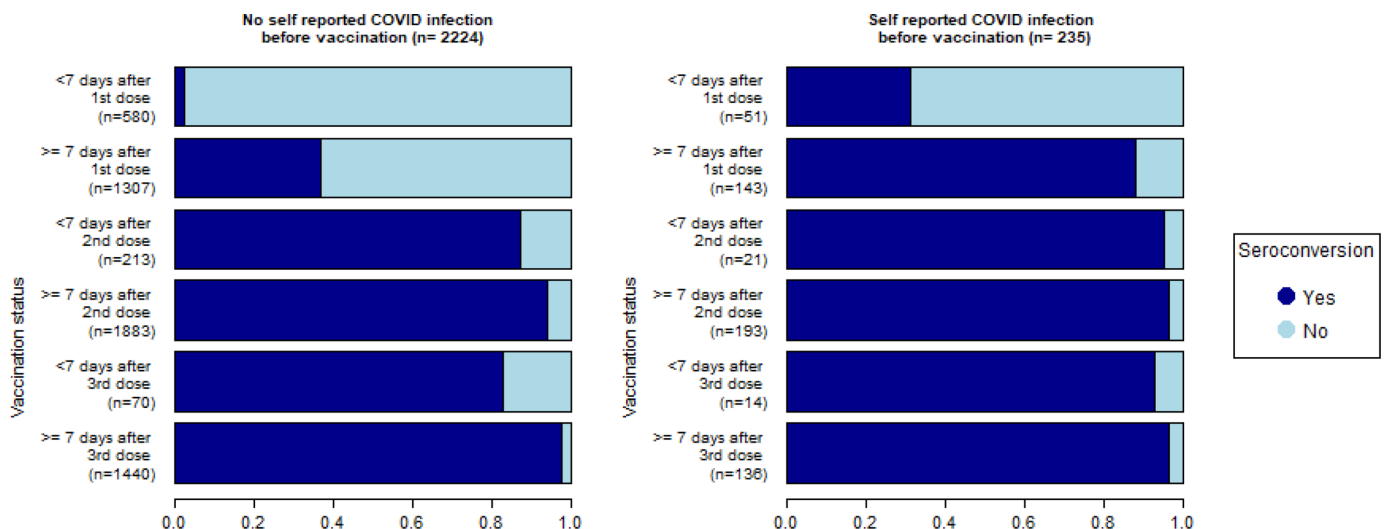 No self reported COVID infection
before vaccination (n= 2224)
<7 days after
1st dose
(n=580)
>= 7 days after
1st dose
(n=1307)
<7 days after
2nd dose
(n=213)
>= 7 days after
2nd dose
(n=1883)
<7 days after
3rd dose
(n=70)
>= 7 days after
3rd dose
(n=1440)
Vaccination status
0.0 0.2 0.4 0.6 0.8 1.0
Self reported COVID infection
before vaccination (n= 235)
<7 days after
1st dose
(n=51)
>= 7 days after
1st dose
(n=143)
<7 days after
2nd dose
(n=21)
>= 7 days after
2nd dose
(n=193)
<7 days after
3rd dose
(n=14)
>= 7 days after
3rd dose
(n=136)
Vaccination status
0.0 0.2 0.4 0.6 0.8 1.0
Seroconversion
Yes
No